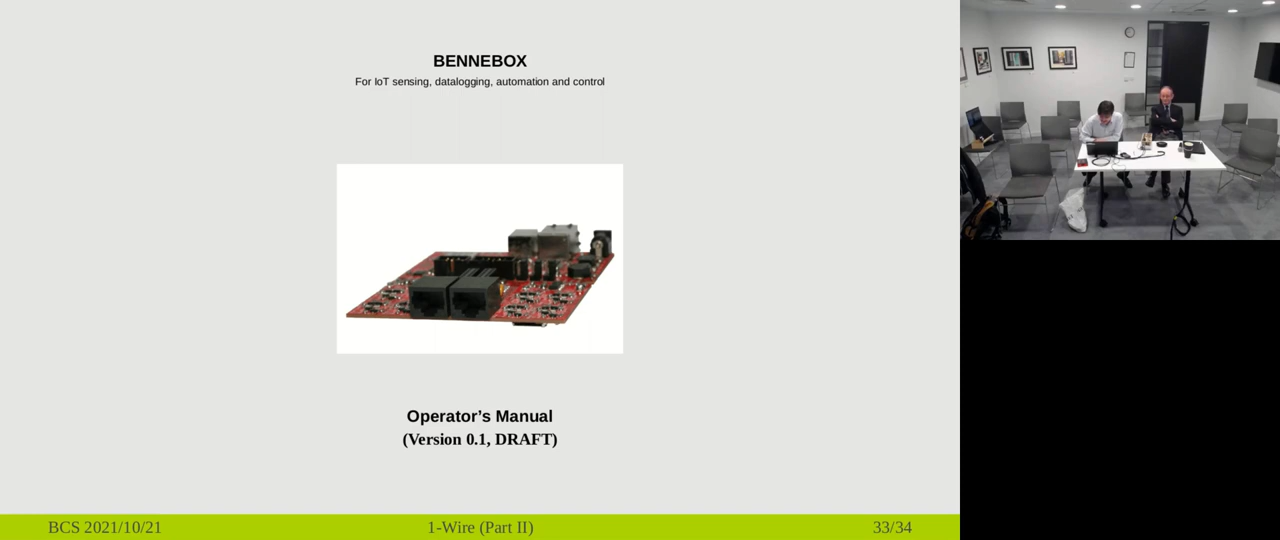 BENNEBOX
For IoT sensing, datalogging, automation and control
Operator's Manual
(Version 0.1, DRAFT)
BCS 2021/10/21
1-Wire (Part II)
33/34